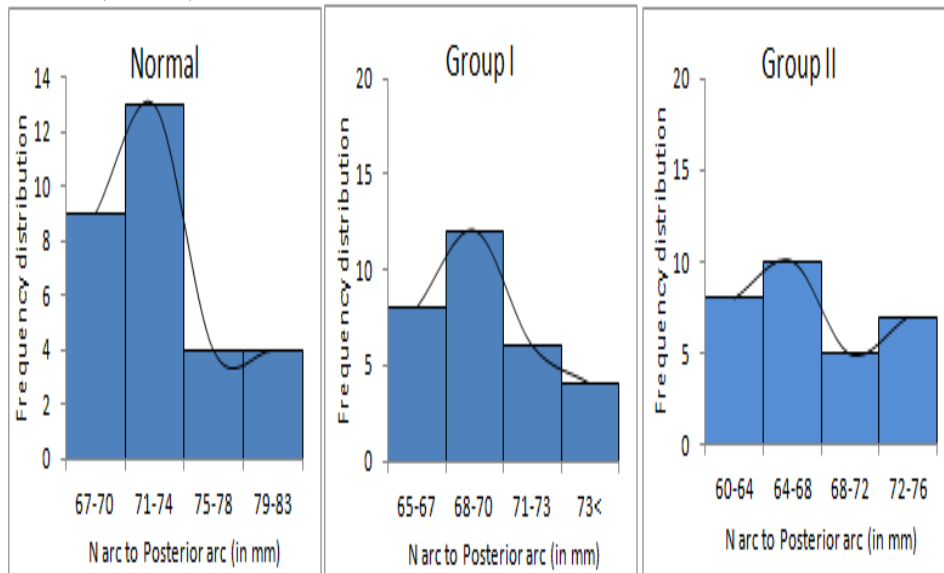 Normal
Frequency distribution
14
12
10
8
6
4
2
0
67-70 71-74 75-78 79-83
N arc to Posterior arc (in mm)
Group I
Frequency distribution
20
15
10
5
0
65-67 68-70 71-73 73<
N arc to Posterior arc (in mm)
Group II
Frequency distribution
20
15
10
5
0
60-64 64-68 68-72 72-76
N arc to Posterior arc (in mm)